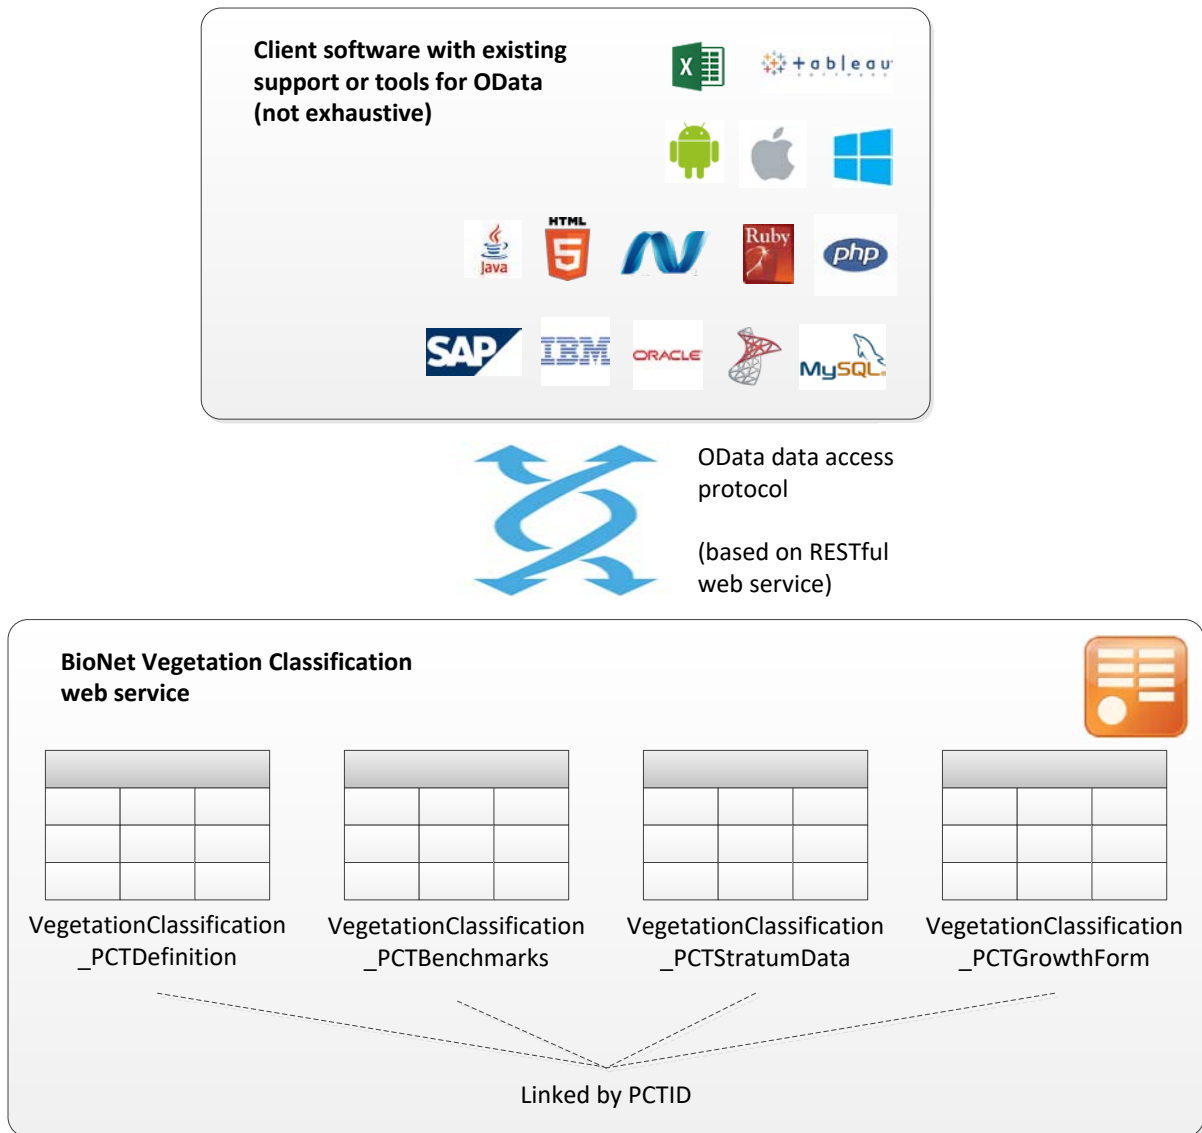 Client software with existing
support or tools for OData
(not exhaustive)
X
+ a b l e a u
S O F T W A R E
Java
HTML
5
Ruby
php
SAP
IBM
ORACLE
MySQL
OData data access
protocol
(based on RESTful
web service)
BioNet Vegetation Classification
web service
VegetationClassification
_PCTDefinition
VegetationClassification
_PCTBenchmarks
VegetationClassification
_PCTStratumData
VegetationClassification
_PCTGrowthForm
Linked by PCTID